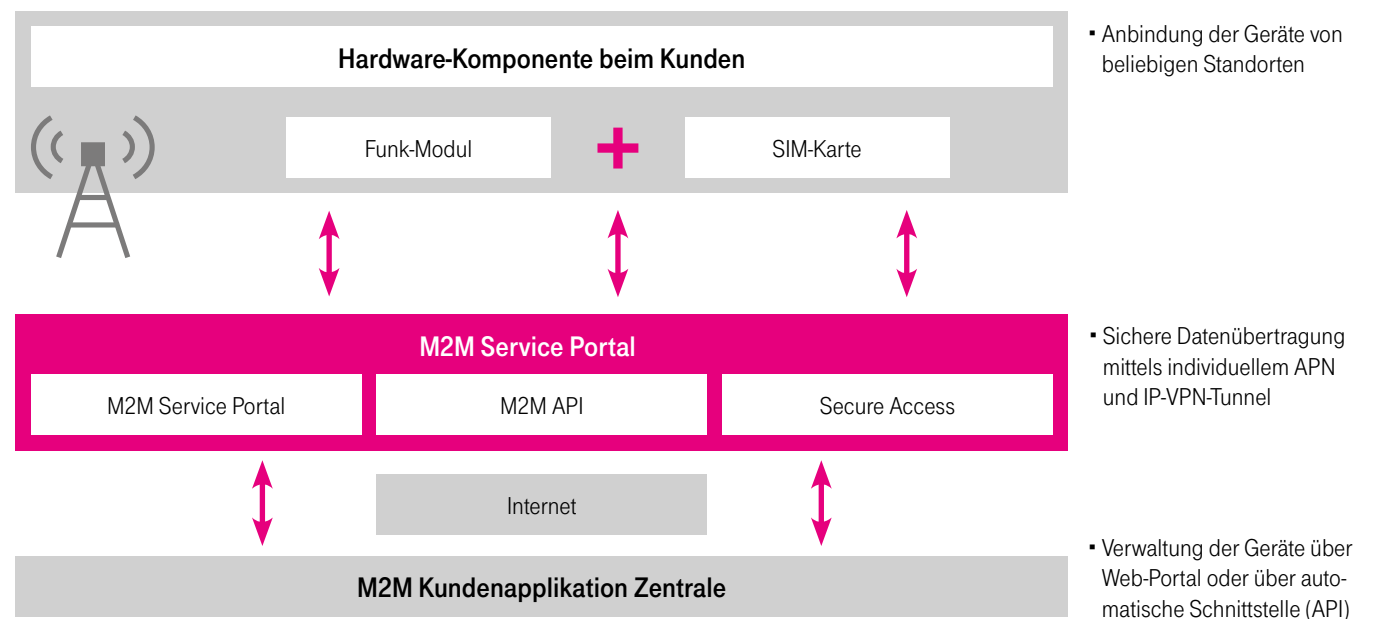 Hardware-Komponente beim Kunden
Funk-Modul
SIM-Karte
▪ Anbindung der Geräte von
beliebigen Standorten
M2M Service Portal
M2M Service Portal
M2M API
Secure Access
▪ Sichere Datenübertragung
mittels individuellem APN
und IP-VPN-Tunnel
Internet
M2M Kundenapplikation Zentrale
▪ Verwaltung der Geräte über
Web-Portal oder über auto-
matische Schnittstelle (API)